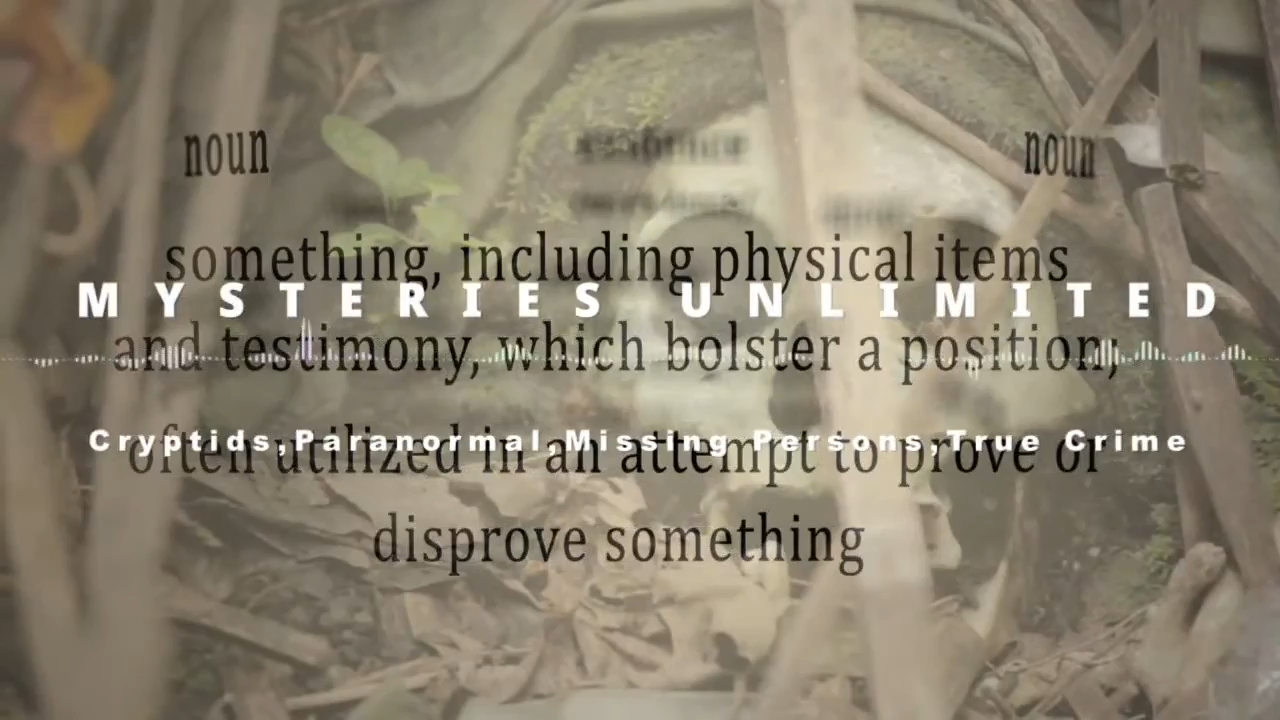 noun noun
something, including physical items
MYSTERIES UNLIMITED
and testimony, which bolster a position;
Cryptids,Paranormal,Missing Persons,True Crime
often utilized in an attempt to prove or
disprove something